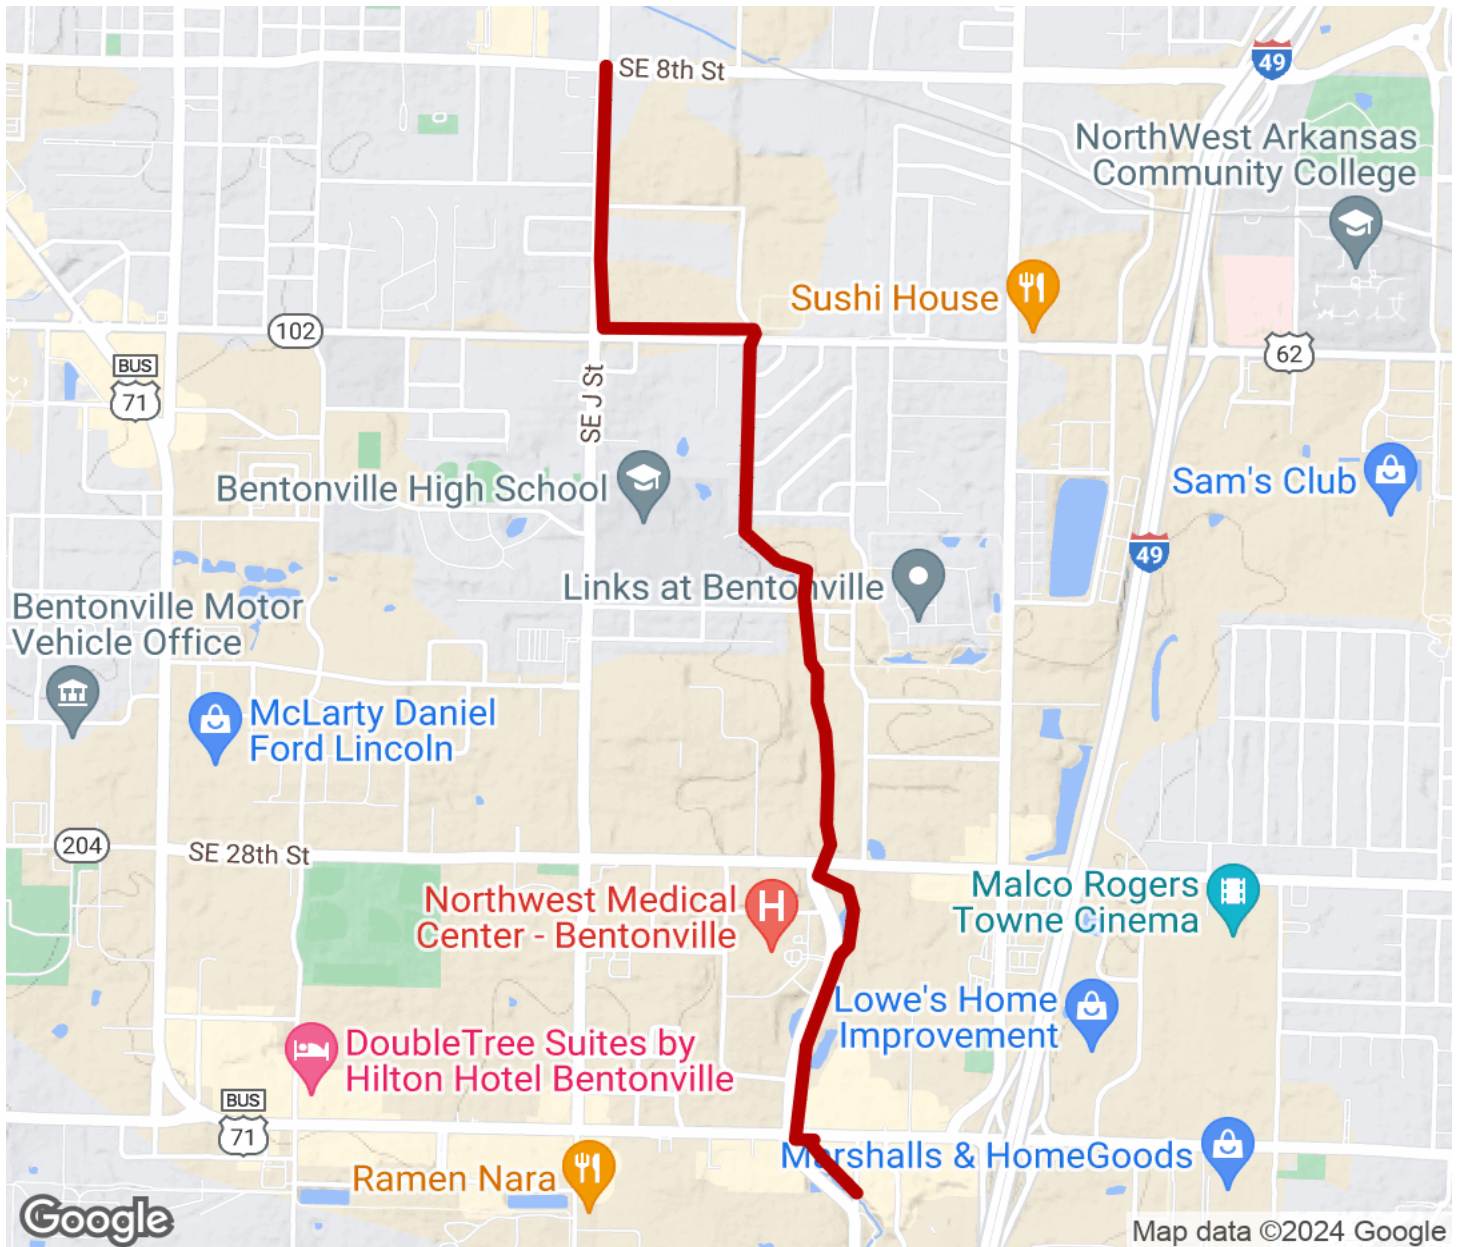 SE 8th St
49
NorthWest Arkansas
Community College
Sushi House
102
62
BUS
71
SE J St
Sam's Club
Bentonville High School
49
Links at Bentonville
Bentonville Motor
Vehicle Office
McLarty Daniel
Ford Lincoln
204
SE 28th St
Northwest Medical
Center - Bentonville
H
Malco Rogers
Towne Cinema
Lowe's Home
Improvement
DoubleTree Suites by
Hilton Hotel Bentonville
BUS
71
Marshalls & HomeGoods
Ramen Nara
Google
Map data ©2024 Google